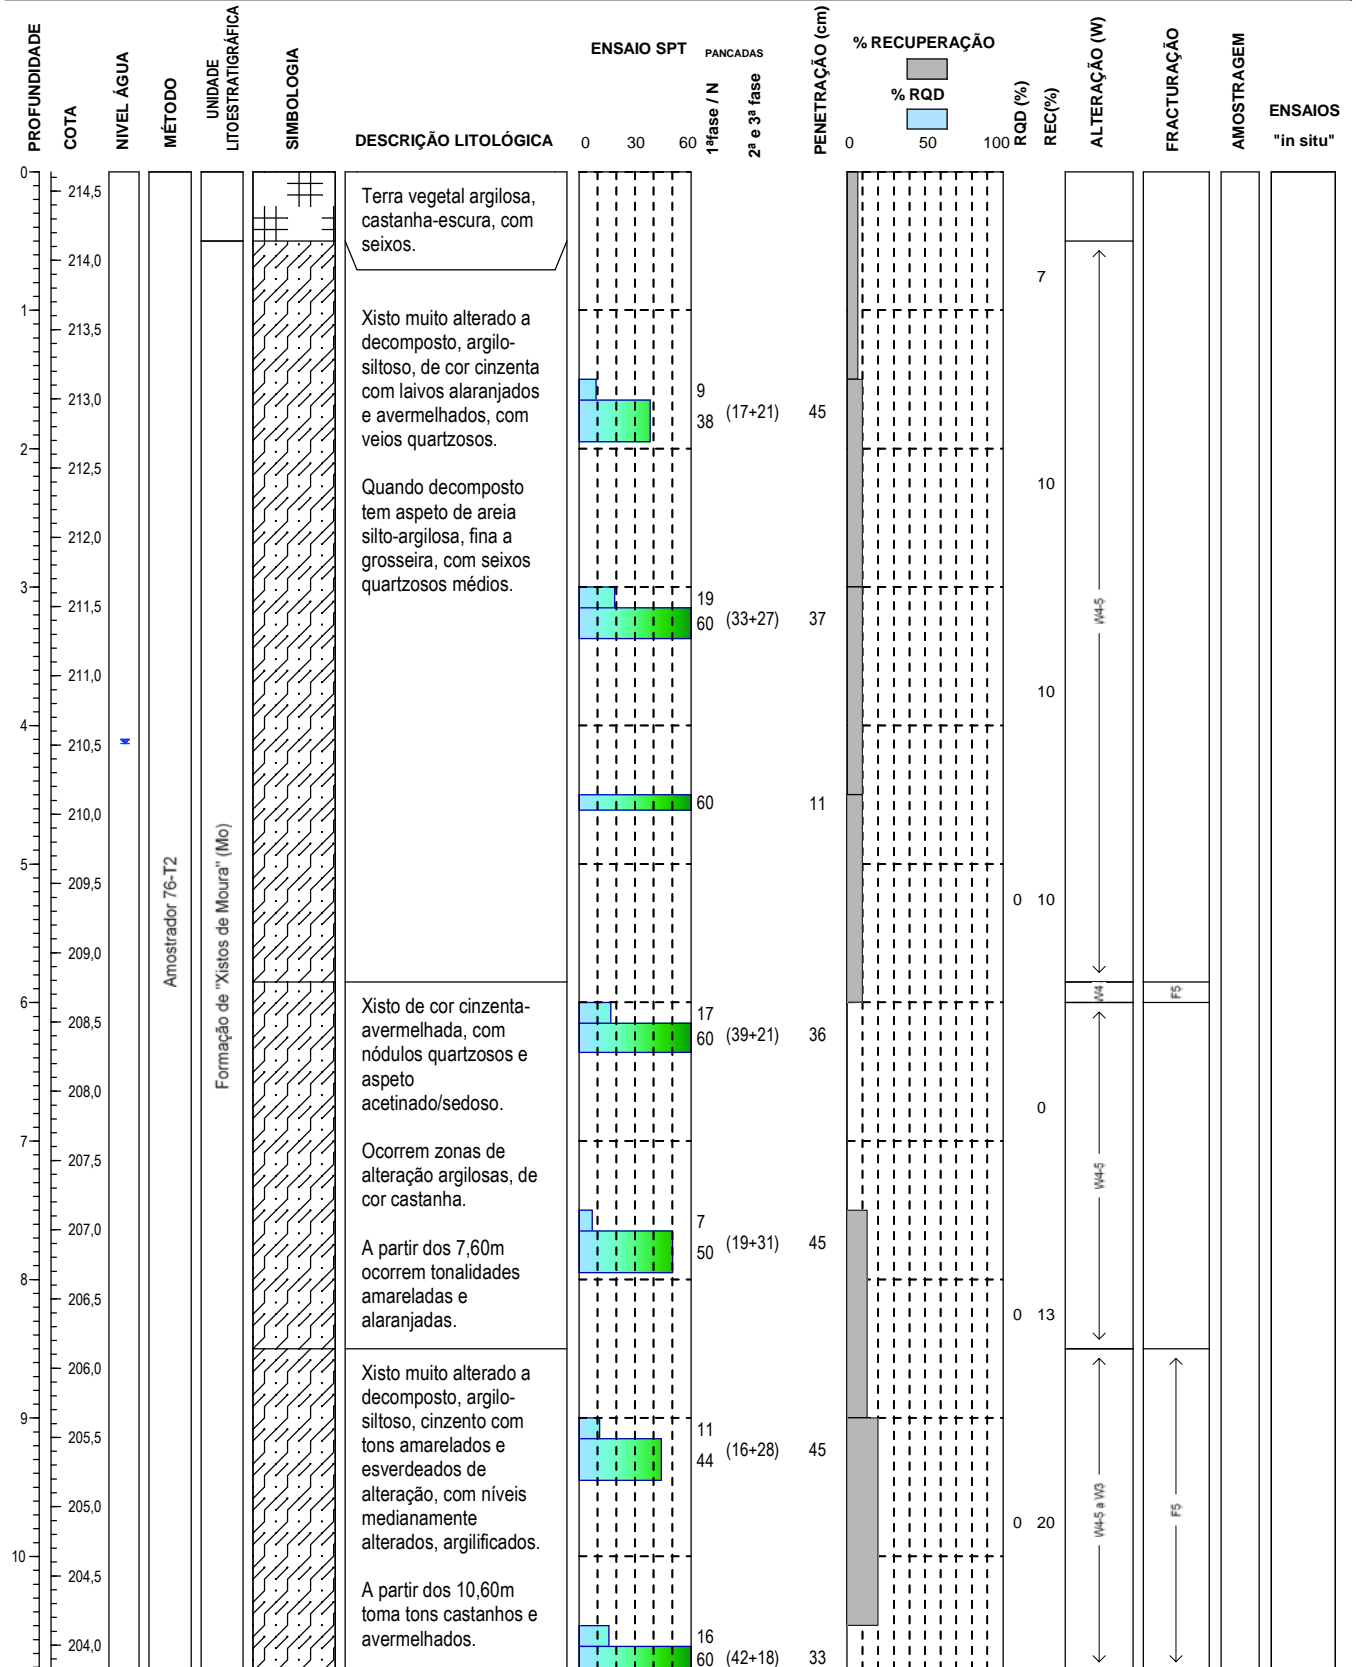 PROFUNDIDADE
COTA
NIVEL ÁGUA
MÉTODO
UNIDADE
LITOESTRATIGRÁFICA
SIMBOLOGIA
DESCRIÇÃO LITOLÓGICA
ENSAIO SPT
PANCADAS
0 30 60
1ªfase / N
2ª e 3ª fase
PENETRAÇÃO (cm)
% RECUPERAÇÃO
% RQD
0 50 100
RQD (%)
REC(%)
ALTERAÇÃO (W)
FRACTURAÇÃO
AMOSTRAGEM
ENSAIOS
"in situ"
0
1
2
3
4
5
6
7
8
9
10
214,5
214,0
213,5
213,0
212,5
212,0
211,5
211,0
210,5
210,0
209,5
209,0
208,5
208,0
207,5
207,0
206,5
206,0
205,5
205,0
204,5
204,0
Amostrador 76-T2
Formação de "Xistos de Moura" (Mo)
Terra vegetal argilosa,
castanha-escura, com
seixos.
Xisto muito alterado a
decomposto, argilo-
siltoso, de cor cinzenta
com laivos alaranjados
e avermelhados, com
veios quartzosos.
Quando decomposto
tem aspeto de areia
silto-argilosa, fina a
grosseira, com seixos
quartzosos médios.
Xisto de cor cinzenta-
avermelhada, com
nódulos quartzosos e
aspeto
acetinado/sedoso.
Ocorrem zonas de
alteração argilosas, de
cor castanha.
A partir dos 7,60m
ocorrem tonalidades
amareladas e
alaranjadas.
Xisto muito alterado a
decomposto, argilo-
siltoso, cinzento com
tons amarelados e
esverdeados de
alteração, com níveis
medianamente
alterados, argilificados.
A partir dos 10,60m
toma tons castanhos e
avermelhados.
9
38 (17+21) 45
19
60 (33+27) 37
60 11
17
60 (39+21) 36
7
50 (19+31) 45
11
44 (16+28) 45
16
60 (42+18) 33
7
10
10
0 10
0
0 13
0 20
W4-5
W4
W4-5
W4-5 a W3
F5
F5